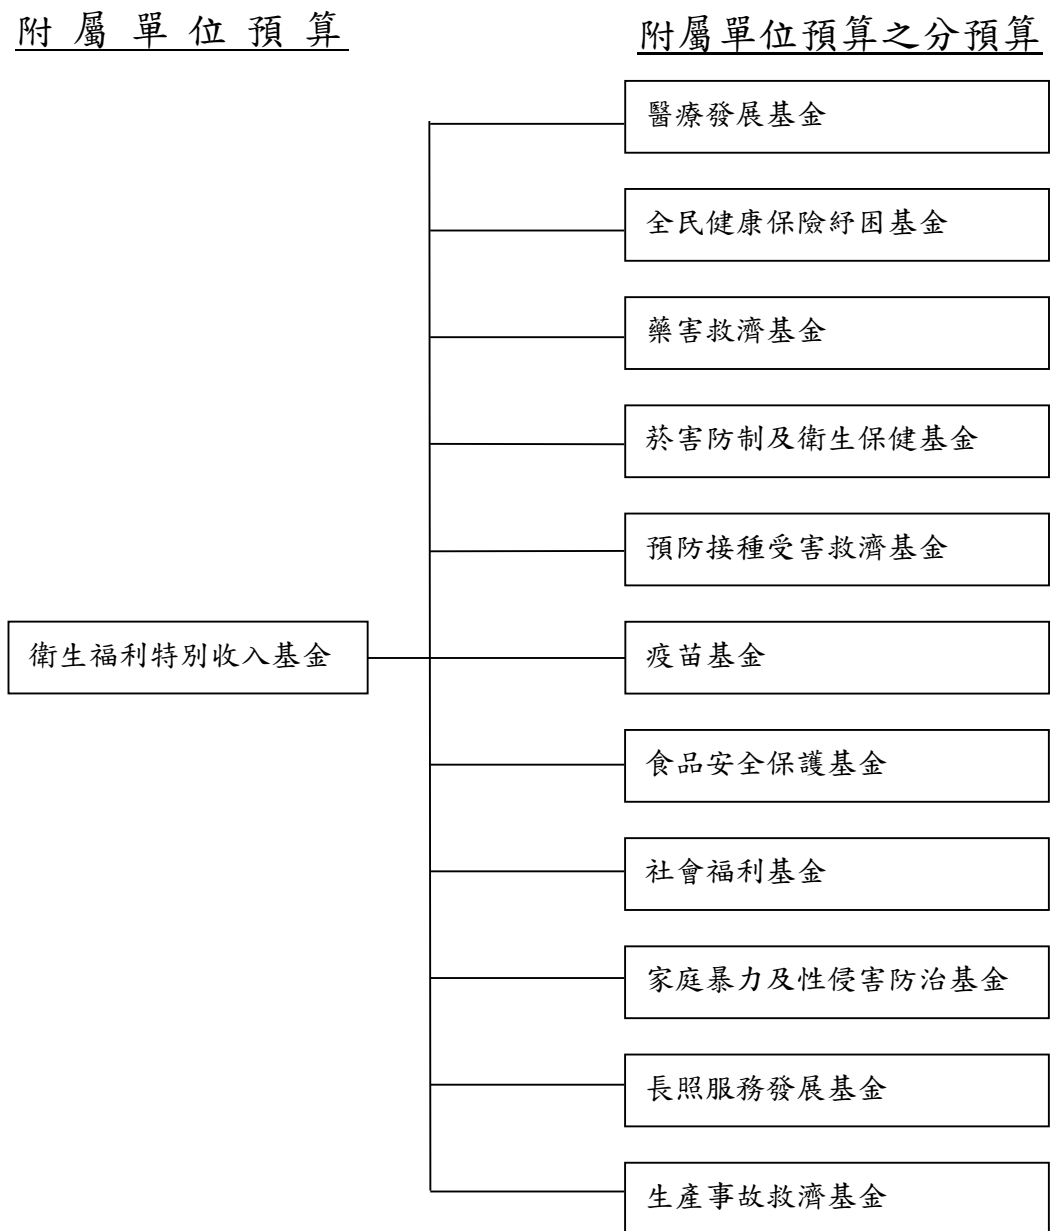 附屬單位預算
附屬單位預算之分預算
醫療發展基金
全民健康保險紓困基金
藥害救濟基金
菸害防制及衛生保健基金
預防接種受害救濟基金
衛生福利特別收入基金
疫苗基金
食品安全保護基金
社會福利基金
家庭暴力及性侵害防治基金
長照服務發展基金
生產事故救濟基金